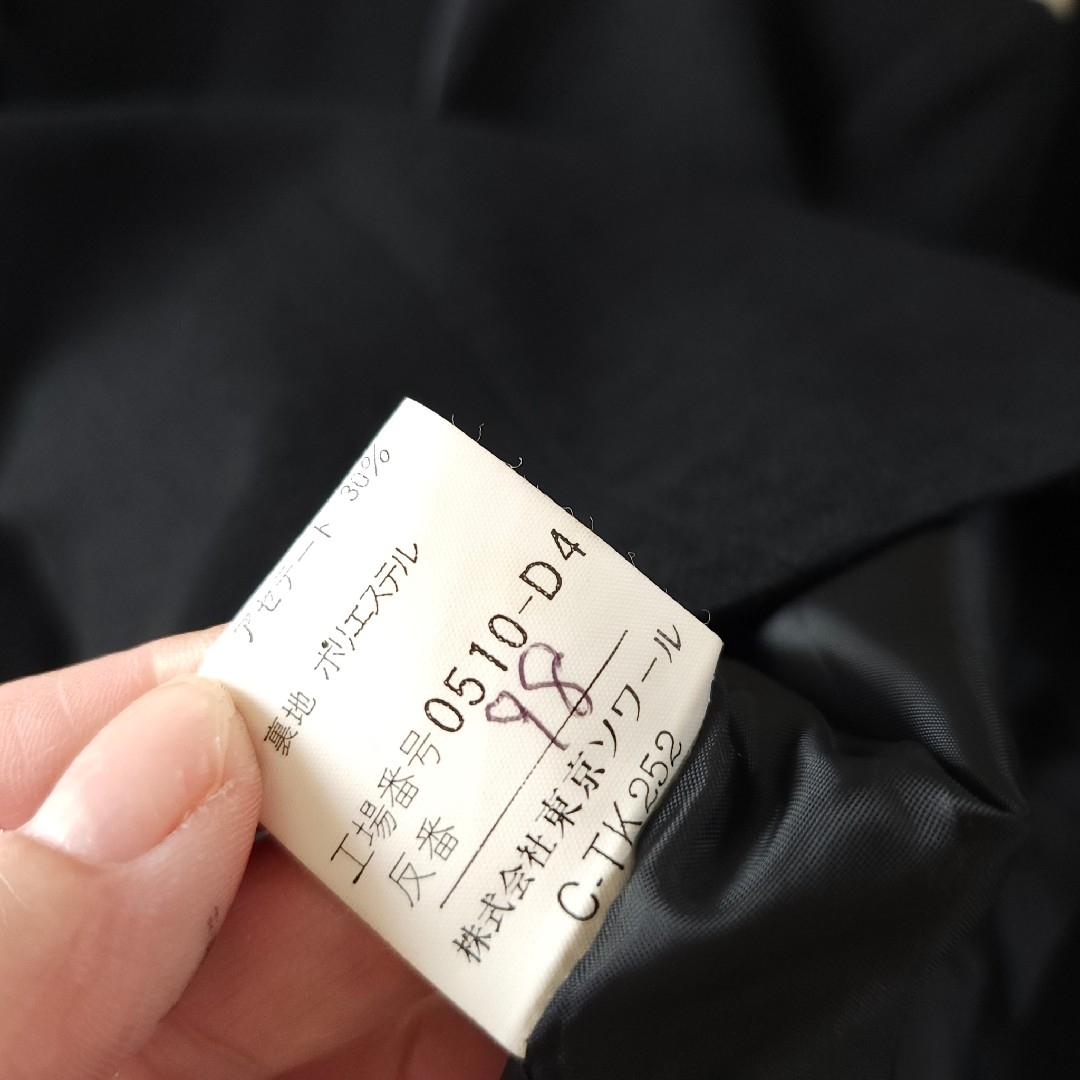 アセテート 30%
裏地 ポリエステル
工場番号0510-D4
反番 98
株式会社東京ソワール
C-TK252